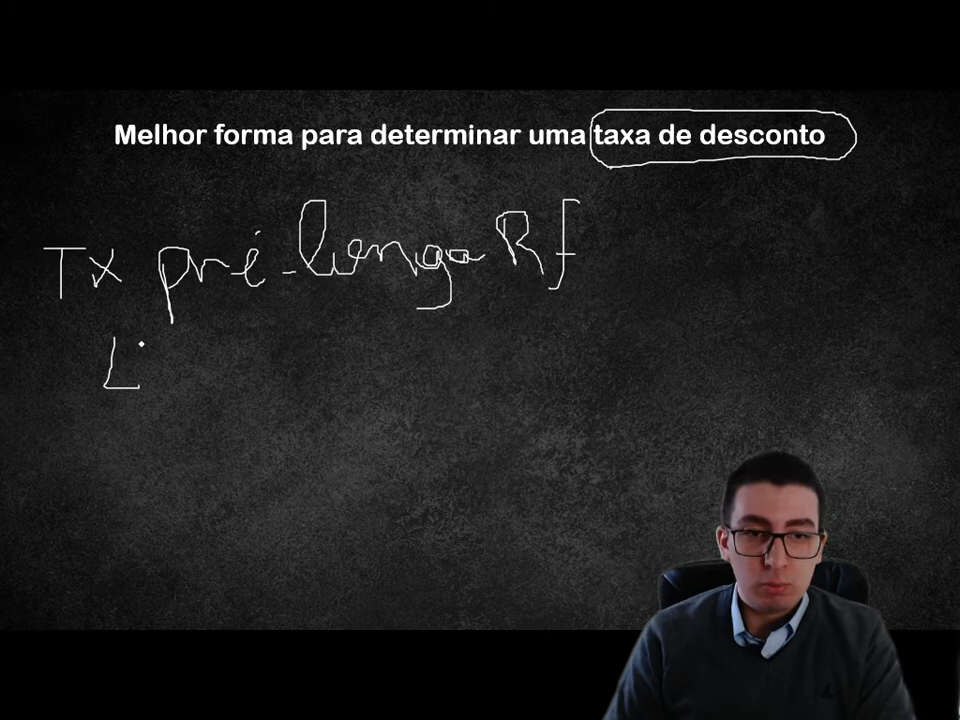 Melhor forma para determinar uma taxa de desconto
Tx pré-longa Rf
L